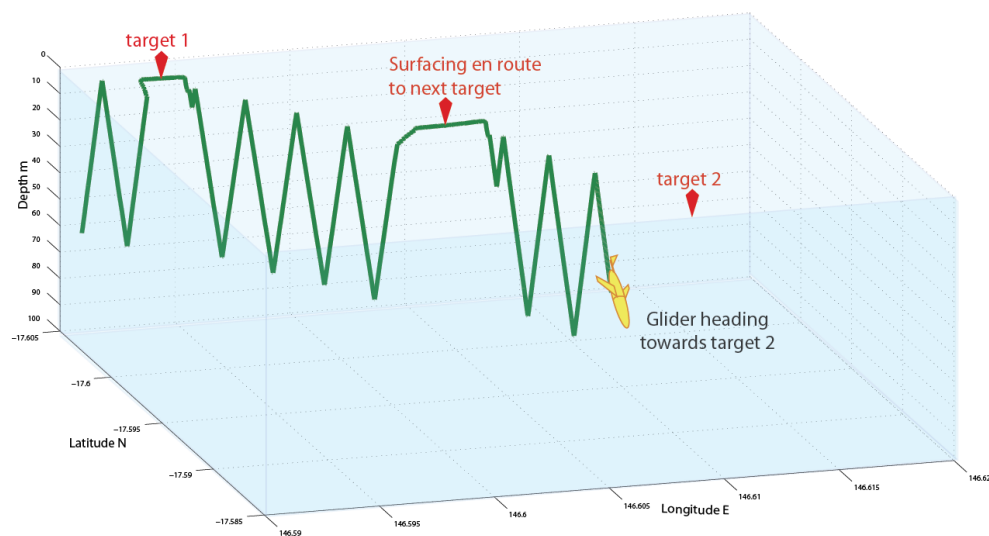 target 1
Surfacing en route
to next target
target 2
Glider heading
towards target 2
Depth m
0
10
20
30
40
50
60
70
80
90
100
−17.605
−17.6
−17.595
−17.59
−17.585
Latitude N
146.59
146.595
146.6
146.605
146.61
146.615
146.62
Longitude E